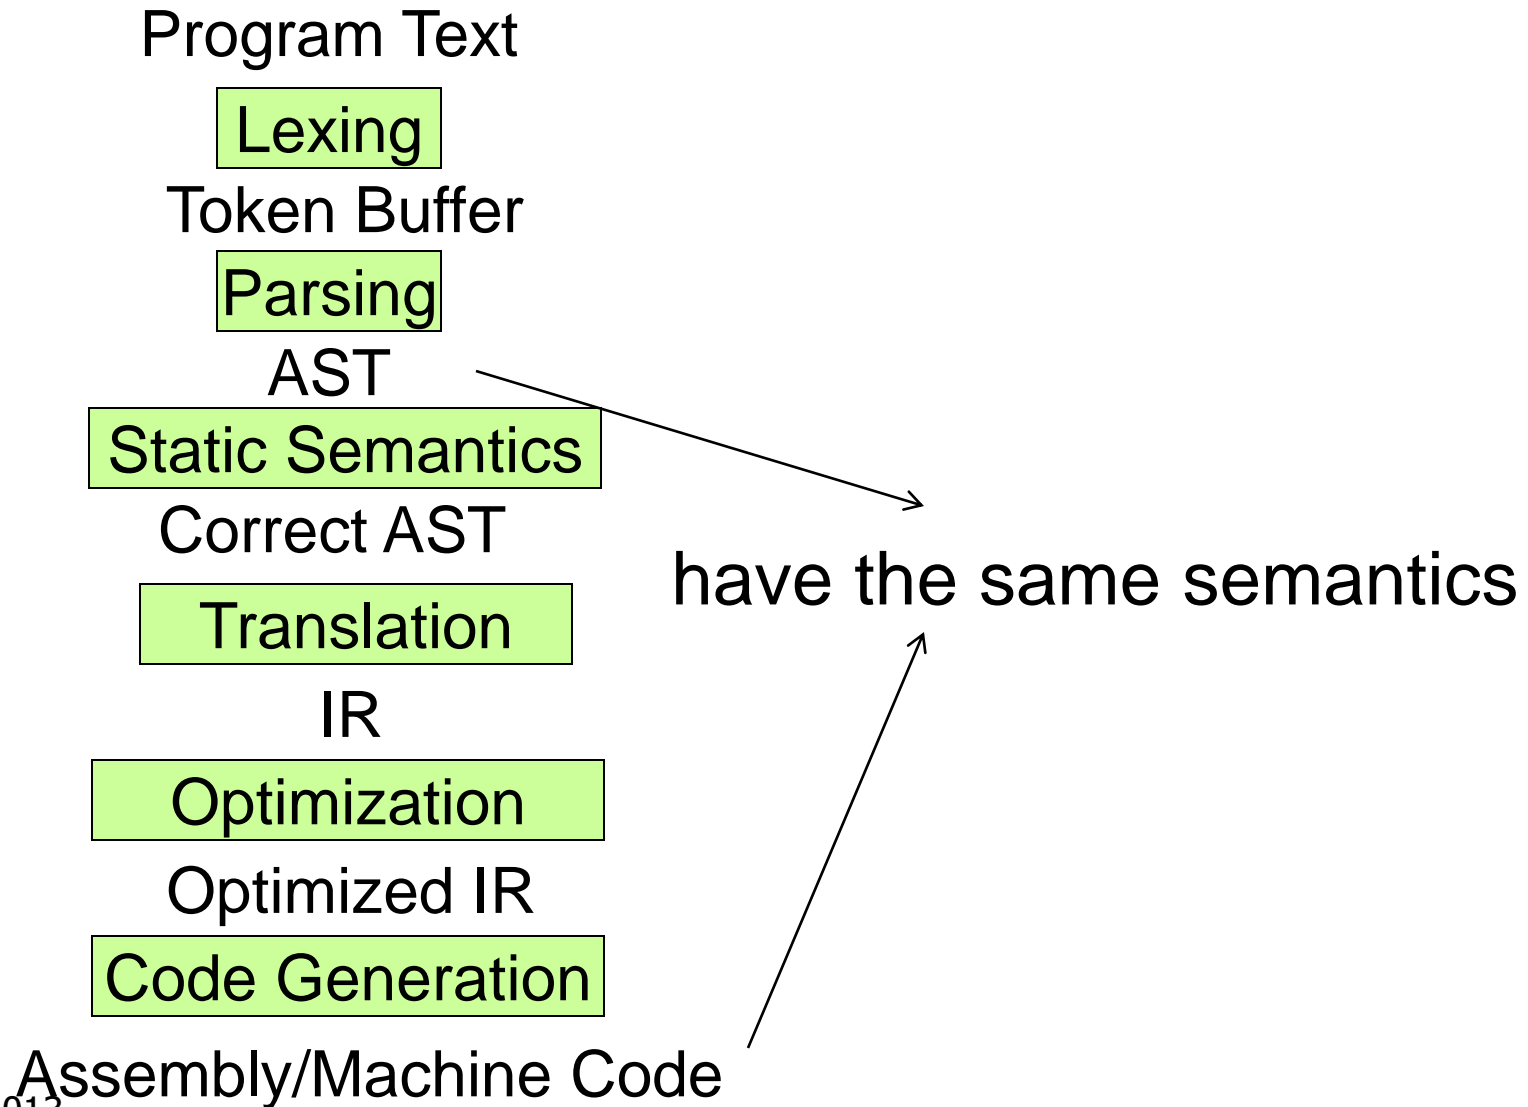 Program Text
Lexing
Token Buffer
Parsing
AST
Static Semantics
Correct AST
have the same semantics
Translation
IR
Optimization
Optimized IR
Code Generation
Assembly/Machine Code